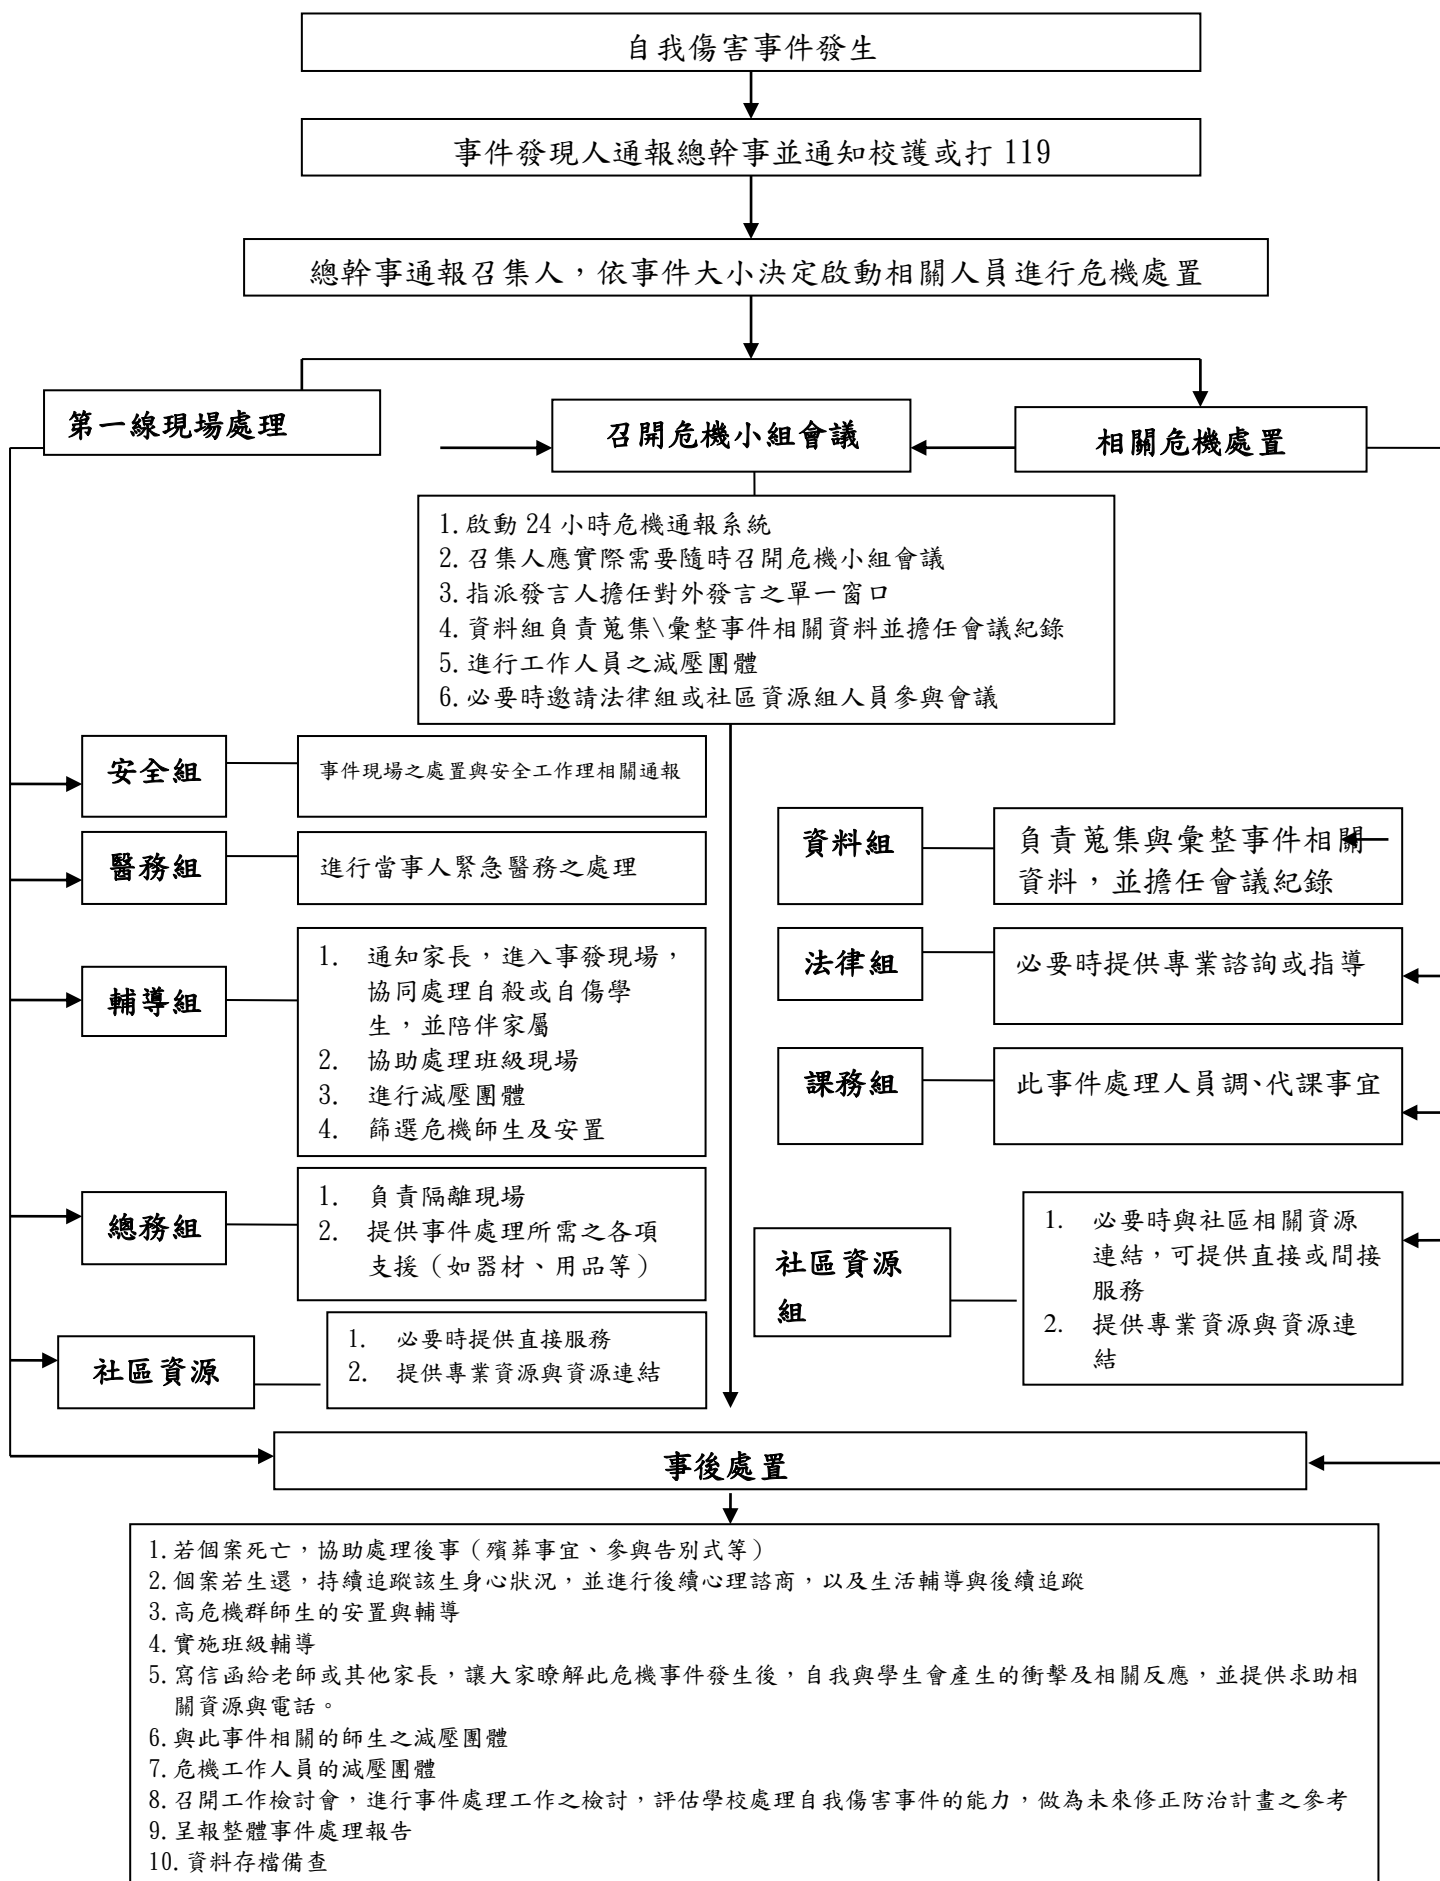 自我傷害事件發生
事件發現人通報總幹事並通知校護或打 119
總幹事通報召集人，依事件大小決定啟動相關人員進行危機處置
第一線現場處理
召開危機小組會議
相關危機處置
1.啟動 24 小時危機通報系統
2.召集人應實際需要隨時召開危機小組會議
3.指派發言人擔任對外發言之單一窗口
4.資料組負責蒐集\彙整事件相關資料並擔任會議紀錄
5.進行工作人員之減壓團體
6.必要時邀請法律組或社區資源組人員參與會議
安全組
事件現場之處置與安全工作理相關通報
醫務組
進行當事人緊急醫務之處理
輔導組
1. 通知家長，進入事發現場，
協同處理自殺或自傷學
生，並陪伴家屬
2. 協助處理班級現場
3. 進行減壓團體
4. 篩選危機師生及安置
總務組
1. 負責隔離現場
2. 提供事件處理所需之各項
支援（如器材、用品等）
社區資源
1. 必要時提供直接服務
2. 提供專業資源與資源連結
資料組
負責蒐集與彙整事件相關
資料，並擔任會議紀錄
法律組
必要時提供專業諮詢或指導
課務組
此事件處理人員調、代課事宜
社區資源
組
1. 必要時與社區相關資源
連結，可提供直接或間接
服務
2. 提供專業資源與資源連
結
事後處置
1.若個案死亡，協助處理後事（殯葬事宜、參與告別式等）
2.個案若生還，持續追蹤該生身心狀況，並進行後續心理諮商，以及生活輔導與後續追蹤
3.高危機群師生的安置與輔導
4.實施班級輔導
5.寫信函給老師或其他家長，讓大家瞭解此危機事件發生後，自我與學生會產生的衝擊及相關反應，並提供求助相
關資源與電話。
6.與此事件相關的師生之減壓團體
7.危機工作人員的減壓團體
8.召開工作檢討會，進行事件處理工作之檢討，評估學校處理自我傷害事件的能力，做為未來修正防治計畫之參考
9.呈報整體事件處理報告
10.資料存檔備查